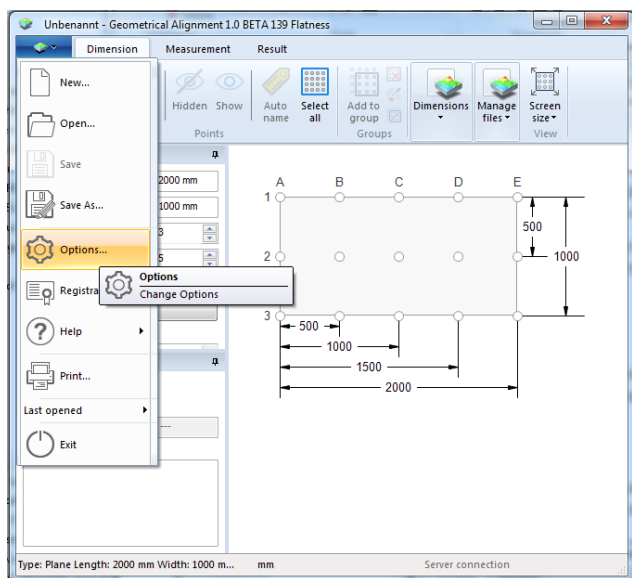 Unbenannt - Geometrical Alignment 1.0 BETA 139 Flatness
Dimension Measurement Result
New...
Open...
Save
Save As...
Options...
Registra
Help
Print...
Last opened
Exit
Options
Change Options
Hidden Show
Points
Auto name
Select all
Add to group
Groups
Dimensions
Manage files
Screen size
View
2000 mm
1000 mm
3
5
---
A B C D E
1
2
3
500
1000
500
1000
1500
2000
Type: Plane Length: 2000 mm Width: 1000 m... mm Server connection